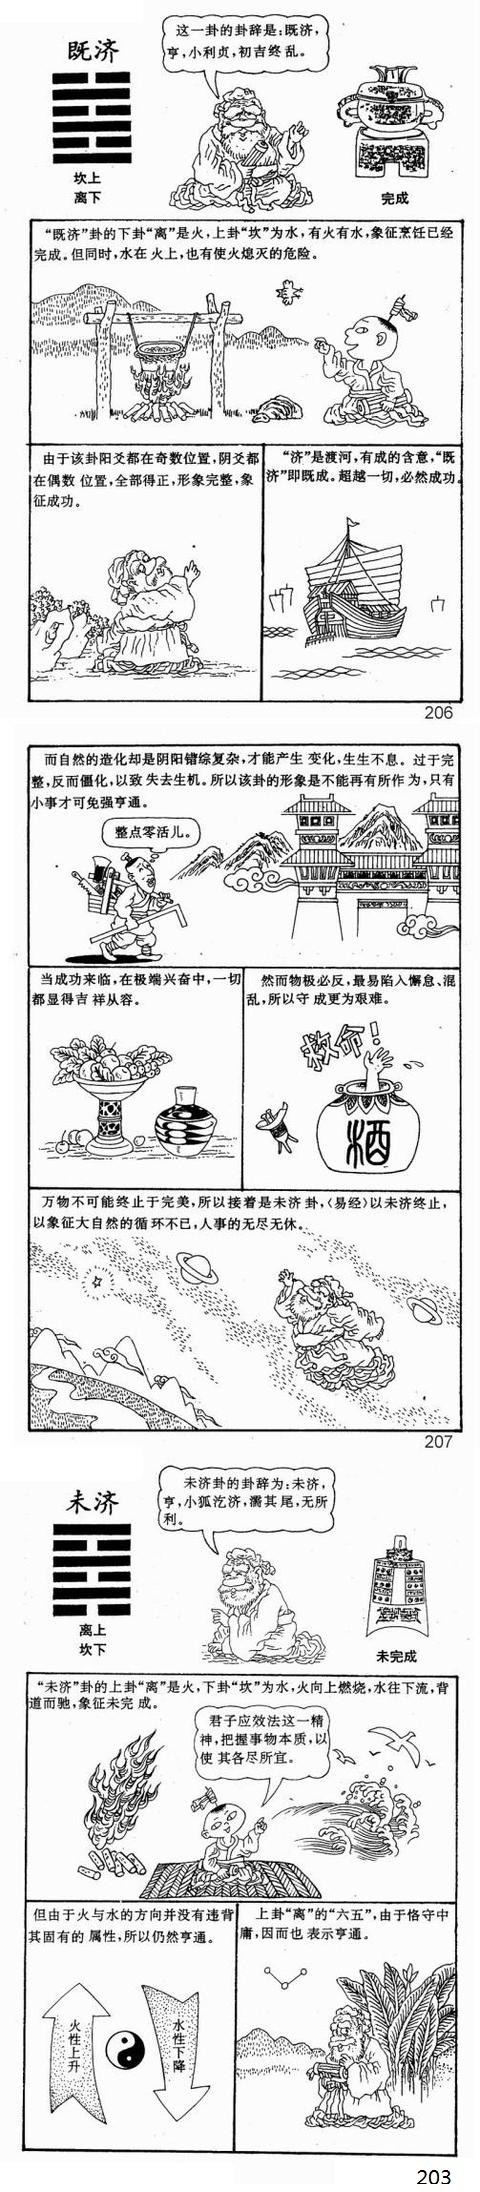 既济
坎上
离下
这一卦的卦辞是:既济,
亨,小利贞,初吉终乱。
完成
“既济”卦的下卦“离”是火,上卦“坎”为水,有火有水,象征烹饪已经
完成。但同时,水在 火上,也有使火熄灭的危险。
由于该卦阳爻都在奇数位置,阴爻都
在偶数 位置,全部得正,形象完整,象
征成功。
“济”是渡河,有成的含意,“既
济”即既成。超越一切,必然成功。
206
而自然的造化却是阴阳错综复杂,才能产生 变化,生生不息。过于完
整,反而僵化,以致 失去生机。所以该卦的形象是不能再有所作 为,只有
小事才可免强亨通。
整点零活儿。
当成功来临,在极端兴奋中,一切
都显得吉 祥从容。
然而物极必反,最易陷入懈怠、混
乱,所以守 成更为艰难。
救命!
酒
万物不可能终止于完美,所以接着是未济 卦,〈易经〉以未济终止,
以象征大自然的循 环不已,人事的无尽无休。
207
未济
离上
坎下
未济卦的卦辞为:未济,
亨,小狐汔济,濡其尾,无所
利。
未完成
“未济”卦的上卦“离”是火,下卦“坎”为水,火向上燃烧,水往下流,背
道而驰,象征未完 成。
君子应效法这一精
神,把握事物本质,以
使 其各尽所宜。
但由于火与水的方向并没有违背
其固有的 属性,所以仍然亨通。
火性上升
水性下降
上卦“离”的“六五”,由于恪守中
庸,因而也 表示亨通。
203